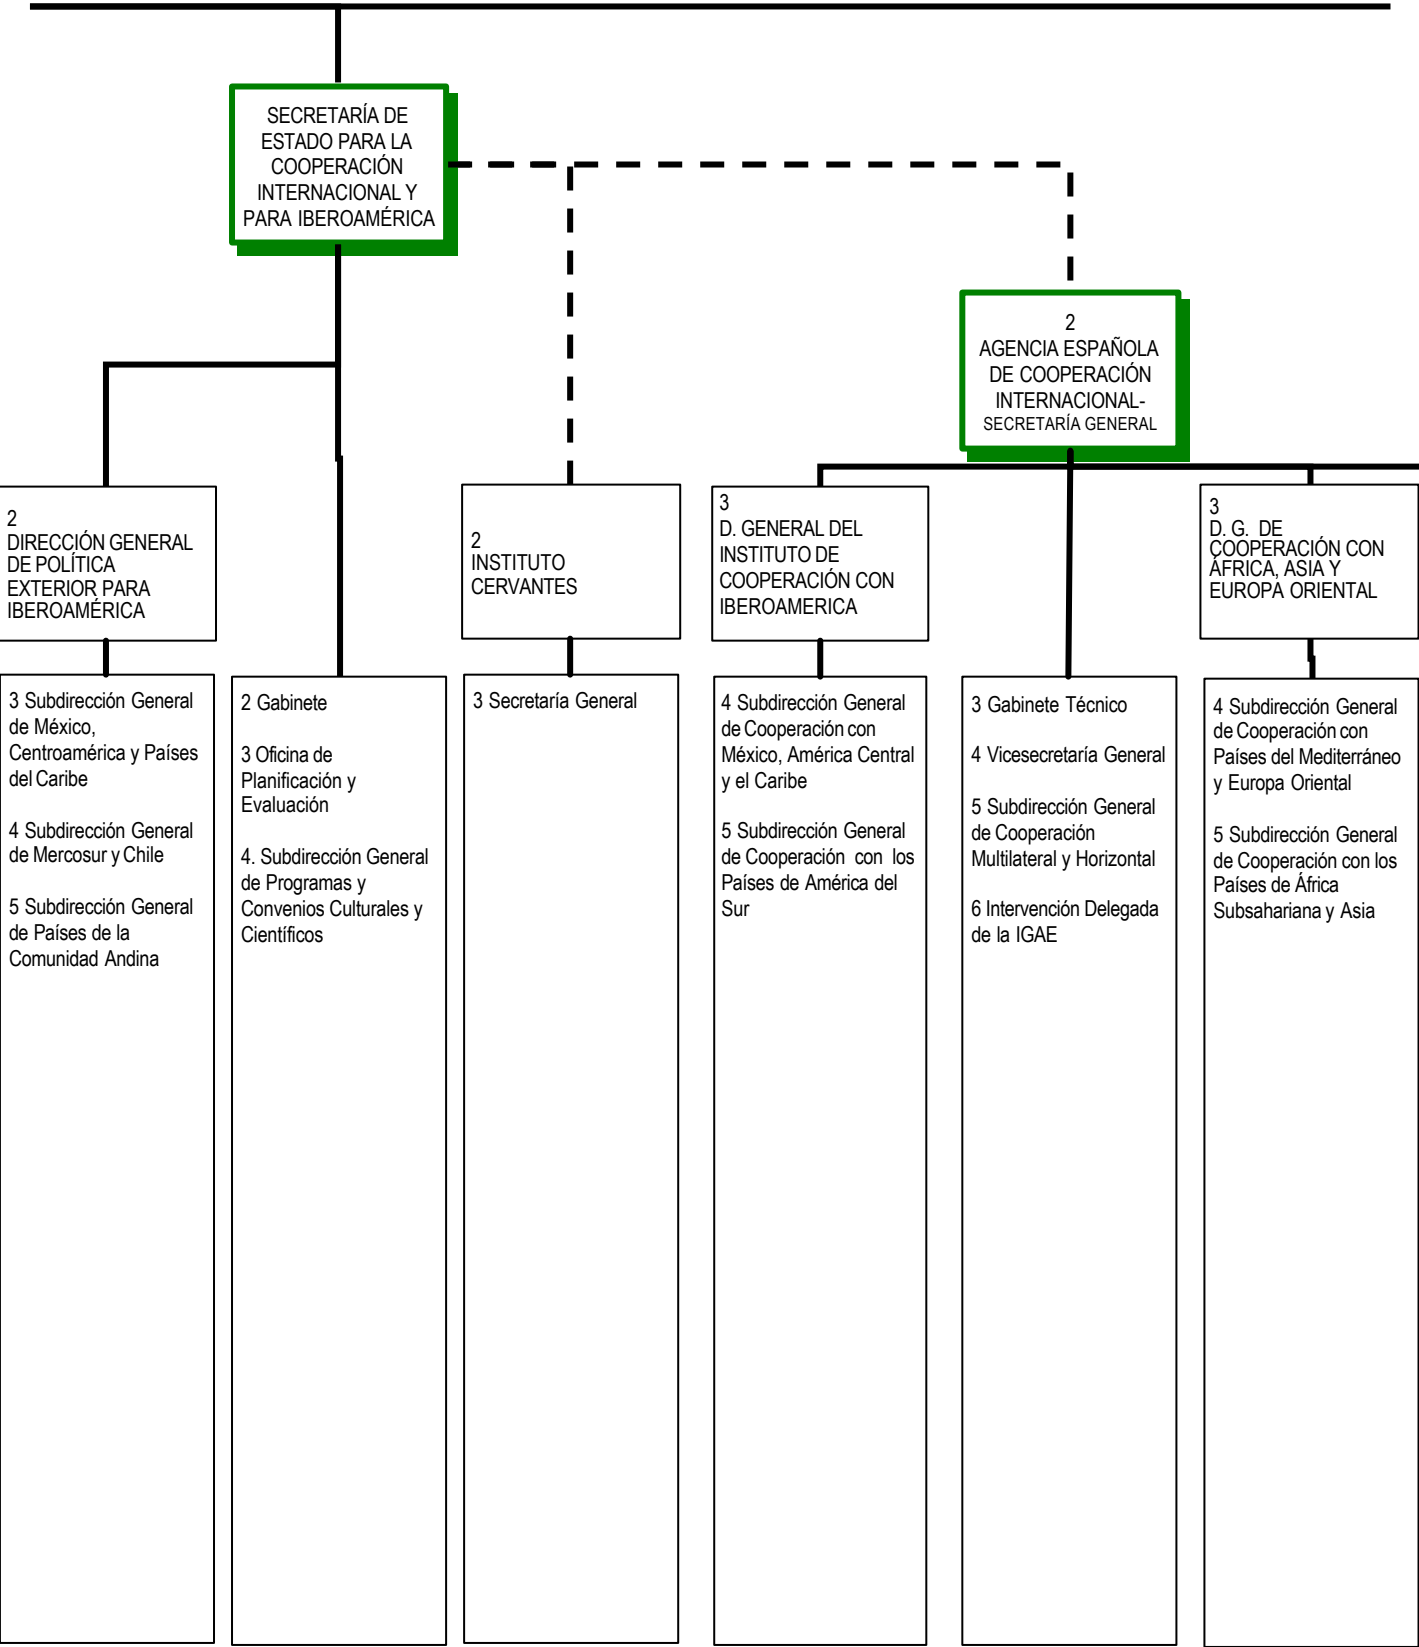 SECRETARÍA DE
ESTADO PARA LA
COOPERACIÓN
INTERNACIONAL Y
PARA IBEROAMÉRICA
2
AGENCIA ESPAÑOLA
DE COOPERACIÓN
INTERNACIONAL-
SECRETARÍA GENERAL
2
DIRECCIÓN GENERAL
DE POLÍTICA
EXTERIOR PARA
IBEROAMÉRICA
2
INSTITUTO
CERVANTES
3
D. GENERAL DEL
INSTITUTO DE
COOPERACIÓN CON
IBEROAMERICA
3
D. G. DE
COOPERACIÓN CON
ÁFRICA, ASIA Y
EUROPA ORIENTAL
3 Subdirección General
de México,
Centroamérica y Países
del Caribe
4 Subdirección General
de Mercosur y Chile
5 Subdirección General
de Países de la
Comunidad Andina
2 Gabinete
3 Oficina de
Planificación y
Evaluación
4. Subdirección General
de Programas y
Convenios Culturales y
Científicos
3 Secretaría General
4 Subdirección General
de Cooperación con
México, América Central
y el Caribe
5 Subdirección General
de Cooperación con los
Países de América del
Sur
3 Gabinete Técnico
4 Vicesecretaría General
5 Subdirección General
de Cooperación
Multilateral y Horizontal
6 Intervención Delegada
de la IGAE
4 Subdirección General
de Cooperación con
Países del Mediterráneo
y Europa Oriental
5 Subdirección General
de Cooperación con los
Países de África
Subsahariana y Asia